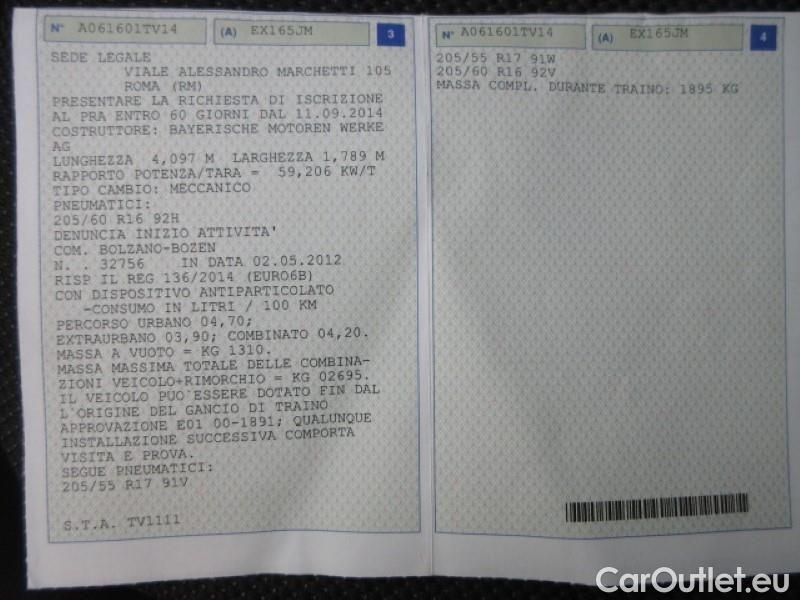 N° A061601TV14 (A) EX165JM 3
SEDE LEGALE
VIALE ALESSANDRO MARCHETTI 105
ROMA (RM)
PRESENTARE LA RICHIESTA DI ISCRIZIONE
AL PRA ENTRO 60 GIORNI DAL 11.09.2014
COSTRUTTORE: BAYERISCHE MOTOREN WERKE
AG
LUNGHEZZA 4,097 M LARGHEZZA 1,789 M
RAPPORTO POTENZA/TARA = 59,206 KW/T
TIPO CAMBIO: MECCANICO
PNEUMATICI:
205/60 R16 92H
DENUNCIA INIZIO ATTIVITA'
COM. BOLZANO-BOZEN
N. . 32756 IN DATA 02.05.2012
RISP IL REG 136/2014 (EURO6B)
CON DISPOSITIVO ANTIPARTICOLATO
-CONSUMO IN LITRI / 100 KM
PERCORSO URBANO 04,70;
EXTRAURBANO 03,90; COMBINATO 04,20.
MASSA A VUOTO = KG 1310.
MASSA MASSIMA TOTALE DELLE COMBINA-
ZIONI VEICOLO+RIMORCHIO = KG 02695.
IL VEICOLO PUO'ESSERE DOTATO FIN DAL
L'ORIGINE DEL GANCIO DI TRAINO
APPROVAZIONE E01 00-1891; QUALUNQUE
INSTALLAZIONE SUCCESSIVA COMPORTA
VISITA E PROVA.
SEGUE PNEUMATICI:
205/55 R17 91V
S.T.A. TV1111
N° A061601TV14 (A) EX165JM 4
205/55 R17 91W
205/60 R16 92V
MASSA COMPL. DURANTE TRAINO: 1895 KG
CarOutlet.eu